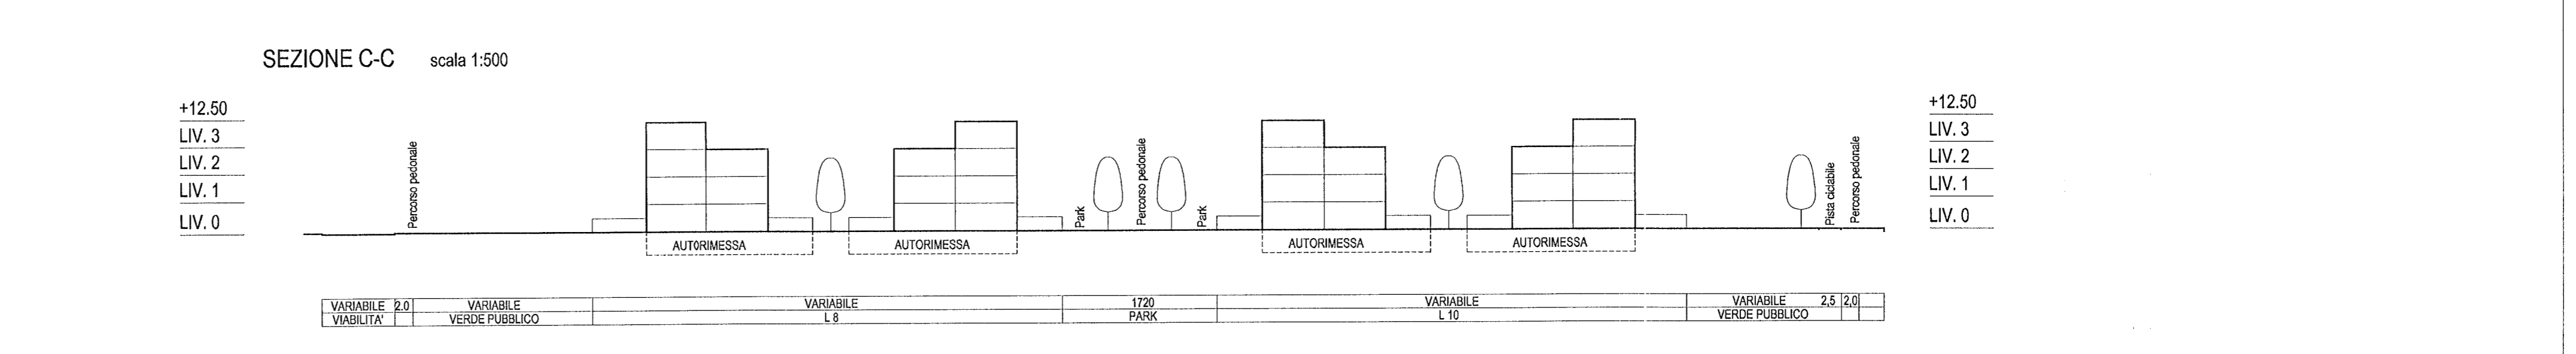 SEZIONE C-C scala 1:500
+12.50
LIV. 3
LIV. 2
LIV. 1
LIV. 0
Percorso pedonale
AUTORIMESSA
AUTORIMESSA
Park
Percorso pedonale
Park
AUTORIMESSA
AUTORIMESSA
Pista ciclabile
Percorso pedonale
+12.50
LIV. 3
LIV. 2
LIV. 1
LIV. 0
VARIABILE 2.0 VARIABILE VARIABILE 1720 VARIABILE VARIABILE 2,5 2,0
VIABILITA' VERDE PUBBLICO L 8 PARK L 10 VERDE PUBBLICO